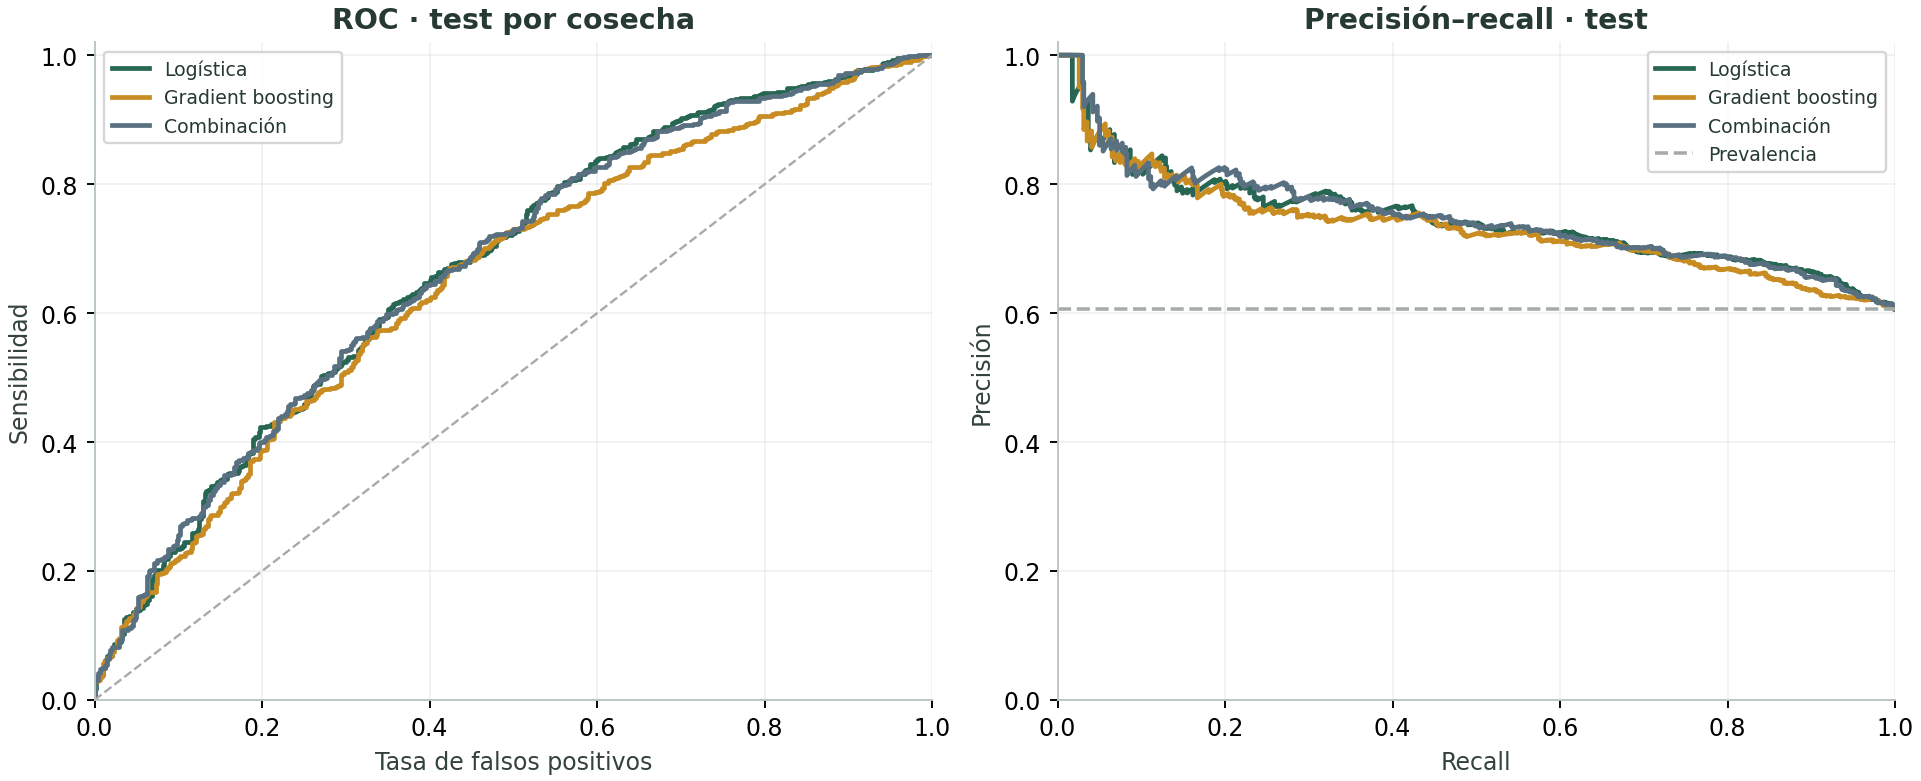 ROC · test por cosecha
Logística
Gradient boosting
Combinación
1.0
0.8
0.6
0.4
0.2
0.0
Sensibilidad
0.0 0.2 0.4 0.6 0.8 1.0
Tasa de falsos positivos
Precisión–recall · test
Logística
Gradient boosting
Combinación
Prevalencia
1.0
0.8
0.6
0.4
0.2
0.0
Precisión
0.0 0.2 0.4 0.6 0.8 1.0
Recall